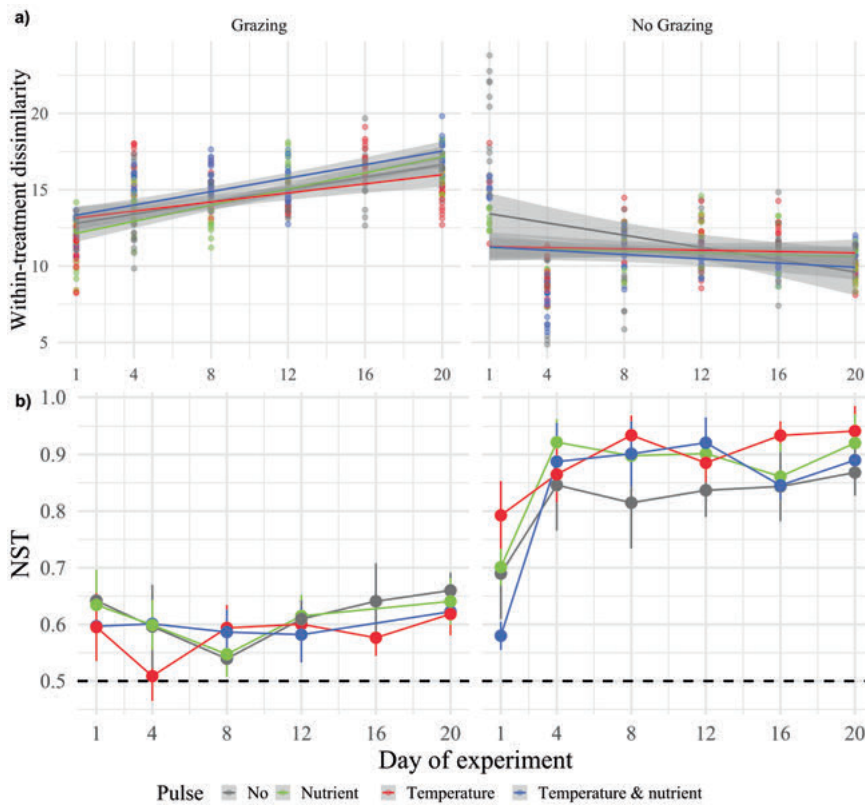 a)
Grazing
No Grazing
Within-treatment dissimilarity
20
15
10
5
1 4 8 12 16 20
1 4 8 12 16 20
b)
NST
1.0
0.9
0.8
0.7
0.6
0.5
1 4 8 12 16 20
1 4 8 12 16 20
Day of experiment
Pulse No Nutrient Temperature Temperature & nutrient